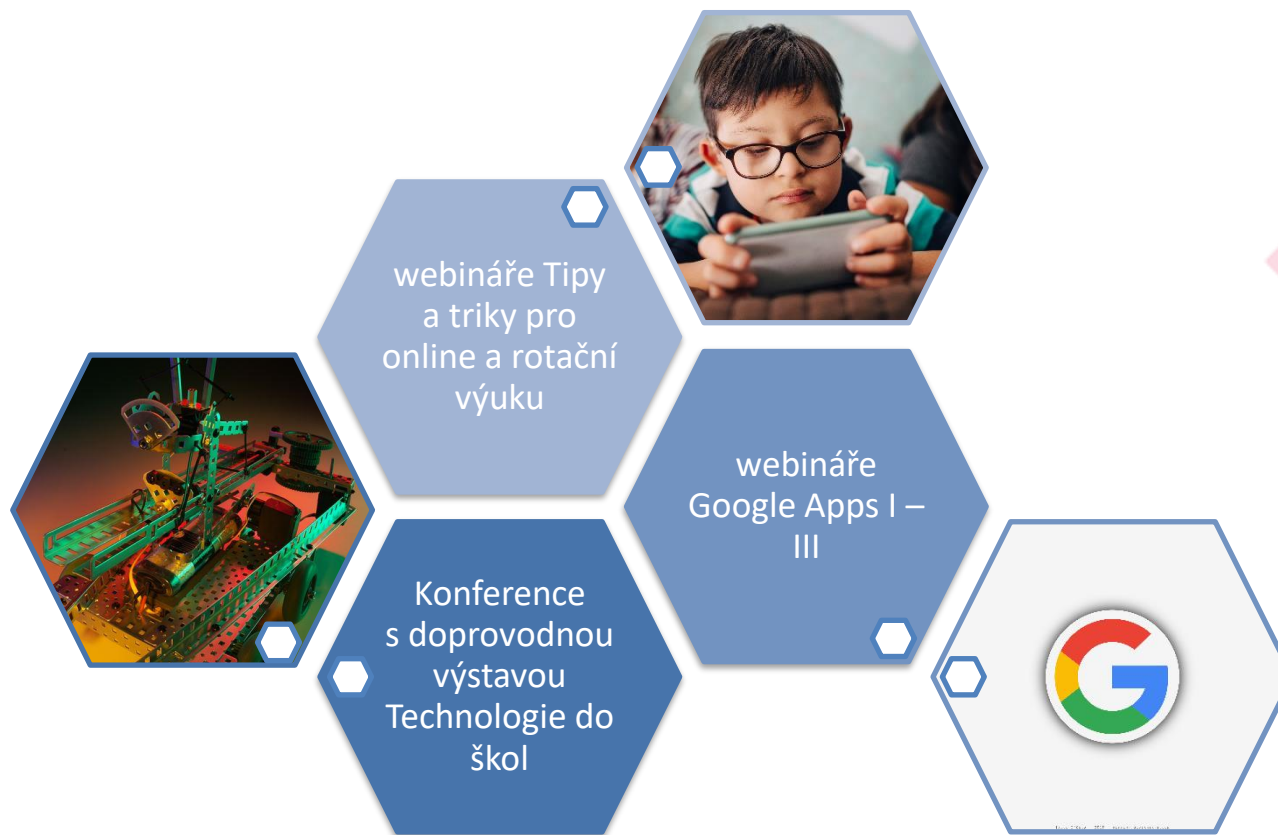 webináře Tipy
a triky pro
online a rotační
výuku
webináře
Google Apps I –
III
Konference
s doprovodnou
výstavou
Technologie do
škol